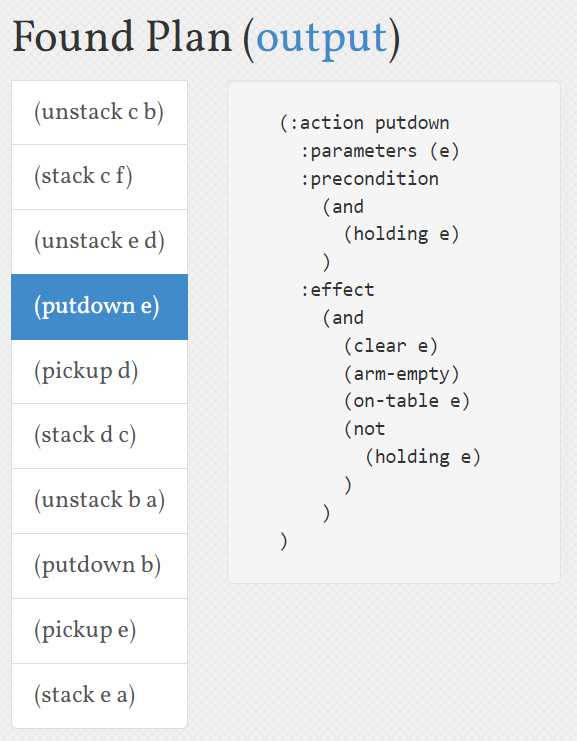 Found Plan (output)
(unstack c b)
(stack c f)
(unstack e d)
(putdown e)
(pickup d)
(stack d c)
(unstack b a)
(putdown b)
(pickup e)
(stack e a)
(:action putdown
  :parameters (e)
  :precondition
    (and
      (holding e)
    )
  :effect
    (and
      (clear e)
      (arm-empty)
      (on-table e)
      (not
        (holding e)
      )
    )
)